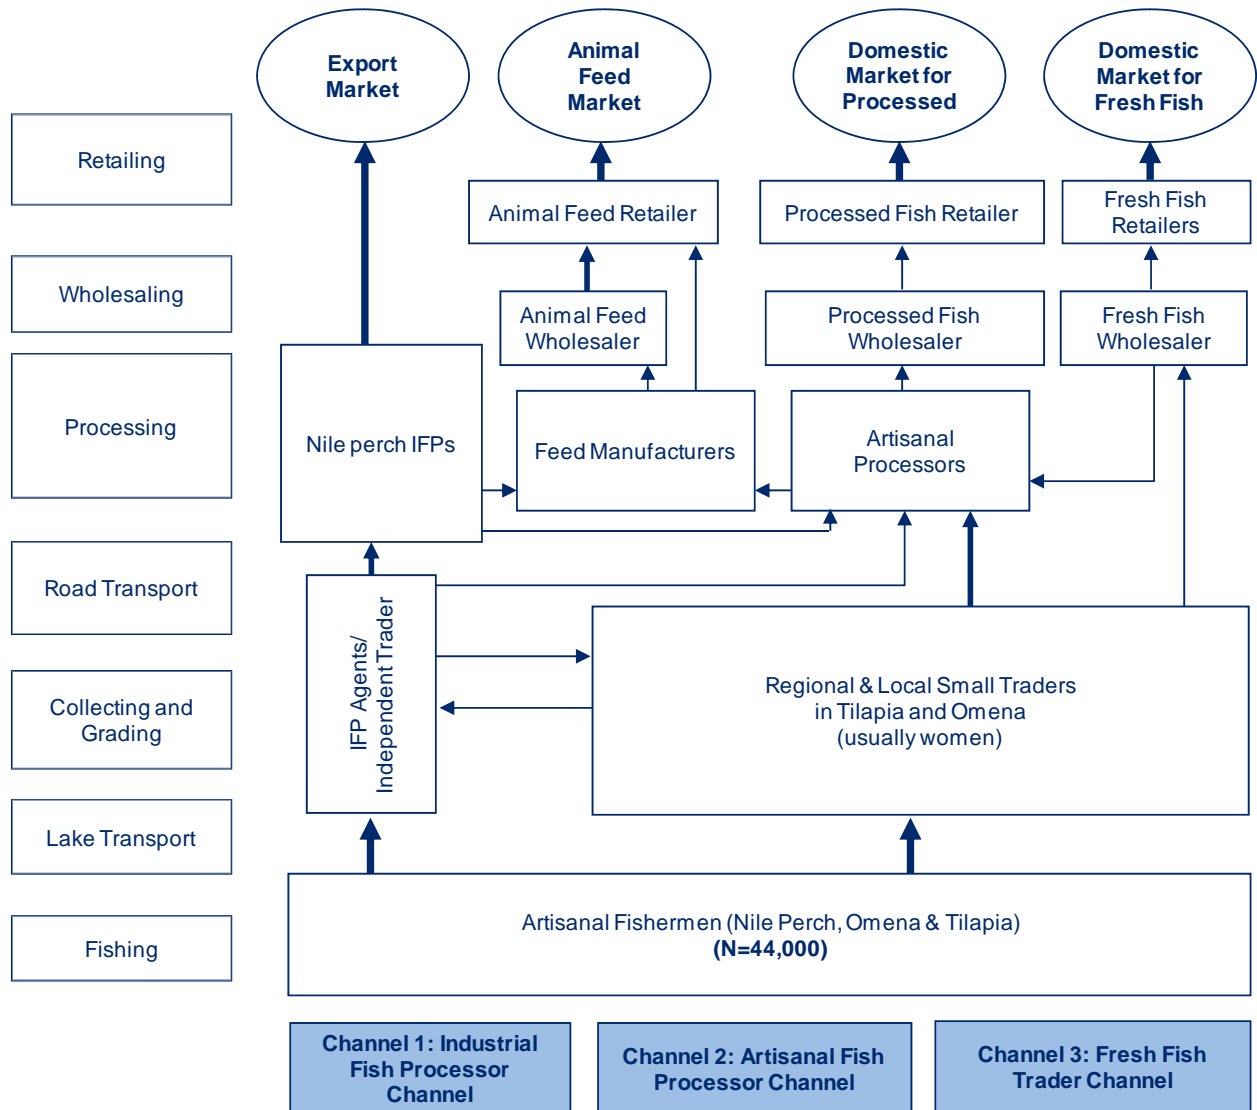 Export
Market
Animal
Feed
Market
Domestic
Market for
Processed
Domestic
Market for
Fresh Fish
Retailing
Animal Feed Retailer
Processed Fish Retailer
Fresh Fish
Retailers
Wholesaling
Animal Feed
Wholesaler
Processed Fish
Wholesaler
Fresh Fish
Wholesaler
Processing
Nile perch IFPs
Feed Manufacturers
Artisanal
Processors
Road Transport
IFP Agents/
Independent Trader
Regional & Local Small Traders
in Tilapia and Omena
(usually women)
Collecting and
Grading
Lake Transport
Fishing
Artisanal Fishermen (Nile Perch, Omena & Tilapia)
(N=44,000)
Channel 1: Industrial
Fish Processor
Channel
Channel 2: Artisanal Fish
Processor Channel
Channel 3: Fresh Fish
Trader Channel